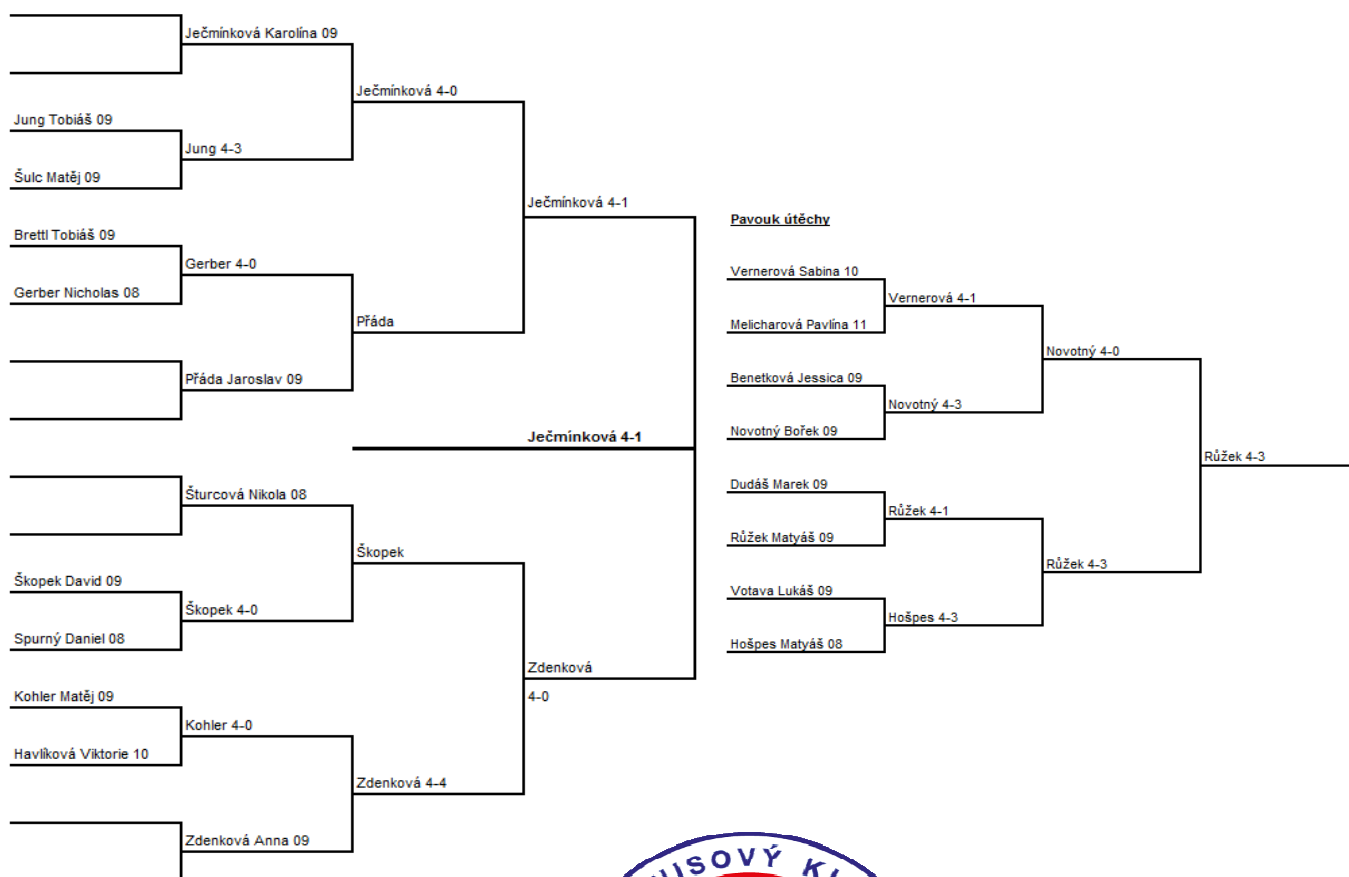 Ječmínková Karolína 09
Ječmínková 4-0
Jung Tobiáš 09
Jung 4-3
Šulc Matěj 09
Ječmínková 4-1
Brettl Tobiáš 09
Gerber 4-0
Gerber Nicholas 08
Přáda
Přáda Jaroslav 09
Ječmínková 4-1
Šturcová Nikola 08
Škopek
Škopek David 09
Škopek 4-0
Spurný Daniel 08
Zdenková
4-0
Kohler Matěj 09
Kohler 4-0
Havlíková Viktorie 10
Zdenková 4-4
Zdenková Anna 09
Pavouk útěchy
Vernerová Sabina 10
Vernerová 4-1
Melicharová Pavlína 11
Novotný 4-0
Benetková Jessica 09
Novotný 4-3
Novotný Bořek 09
Růžek 4-3
Dudáš Marek 09
Růžek 4-1
Růžek Matyáš 09
Růžek 4-3
Votava Lukáš 09
Hošpes 4-3
Hošpes Matyáš 08